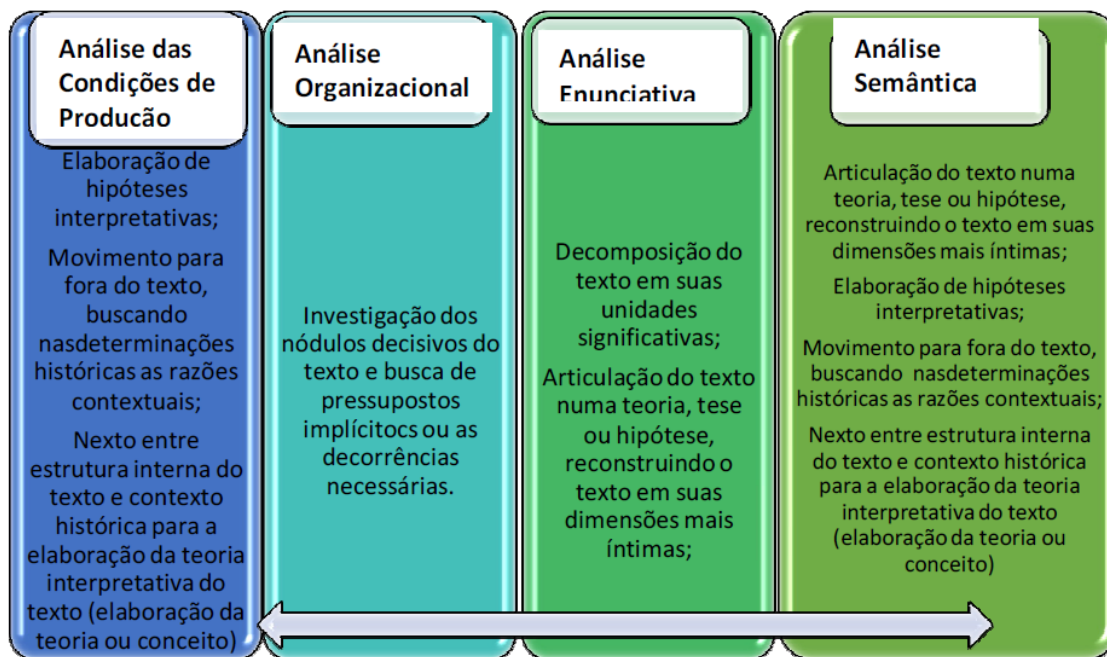 Análise das
Condições de
Producão
Elaboração de
hipóteses
interpretativas;
Movimento para
fora do texto,
buscando
nasdeterminações
históricas as razões
contextuais;
Nexto entre
estrutura interna do
texto e contexto
histórica para a
elaboração da teoria
interpretativa do
texto (elaboração da
teoria ou conceito)
Análise
Organizacional
Investigação dos
nódulos decisivos do
texto e busca de
pressupostos
implícitocs ou as
decorrências
necessárias.
Análise
Enunciativa
Decomposição do
texto em suas
unidades
significativas;
Articulação do texto
numa teoria, tese
ou hipótese,
reconstruindo o
texto em suas
dimensões mais
íntimas;
Análise
Semântica
Articulação do texto numa
teoria, tese ou hipótese,
reconstruindo o texto em suas
dimensões mais íntimas;
Elaboração de hipóteses
interpretativas;
Movimento para fora do texto,
buscando nasdeterminações
históricas as razões contextuais;
Nexto entre estrutura interna
do texto e contexto histórica
para a elaboração da teoria
interpretativa do texto
(elaboração da teoria ou
conceito)